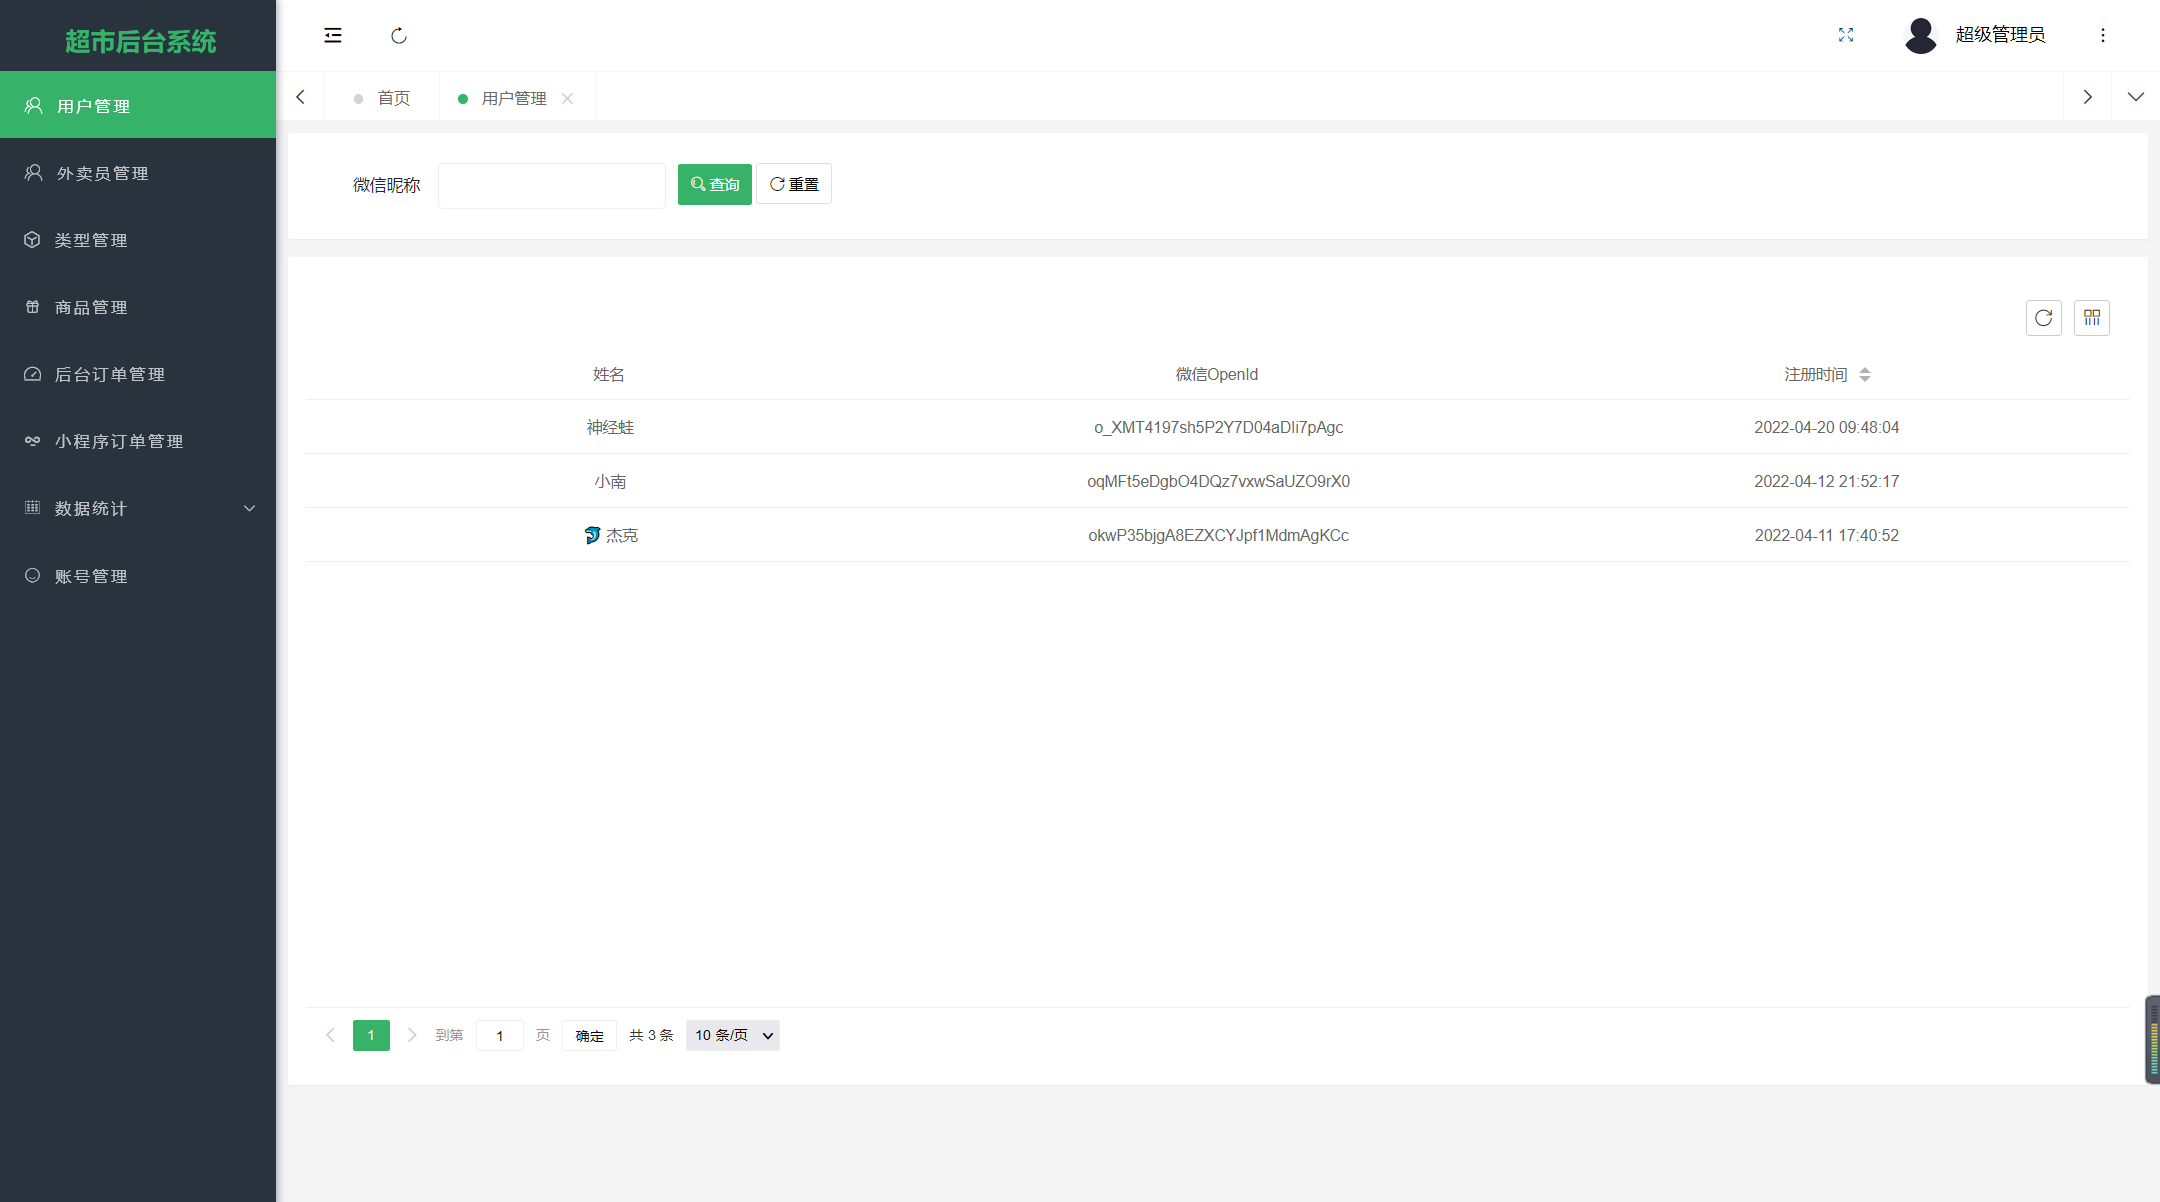 超市后台系统
超级管理员
用户管理
外卖员管理
类型管理
商品管理
后台订单管理
小程序订单管理
数据统计
账号管理
首页 用户管理
微信昵称 查询 重置
姓名 微信OpenId 注册时间
神经蛙 o_XMT4197sh5P2Y7D04aDli7pAgc 2022-04-20 09:48:04
小南 oqMFt5eDgbO4DQz7vxwSaUZO9rX0 2022-04-12 21:52:17
🐬 杰克 okwP35bjgA8EZXCYJpf1MdmAgKCc 2022-04-11 17:40:52
1 到第 1 页 确定 共 3 条 10 条/页